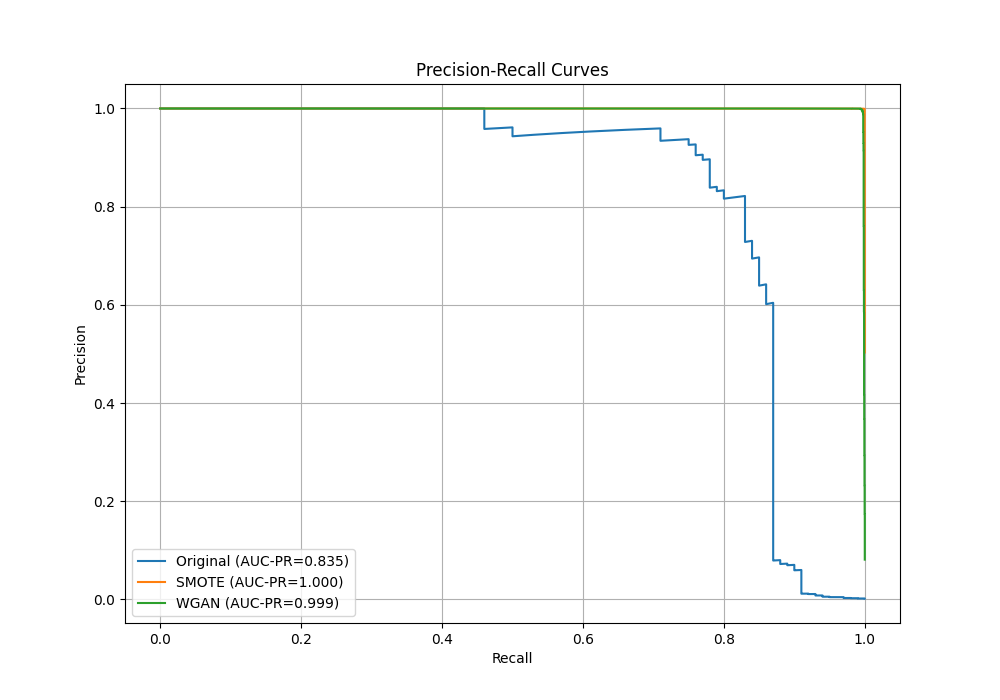 Precision-Recall Curves
Precision
1.0
0.8
0.6
0.4
0.2
0.0
Original (AUC-PR=0.835)
SMOTE (AUC-PR=1.000)
WGAN (AUC-PR=0.999)
0.0 0.2 0.4 0.6 0.8 1.0
Recall